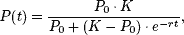 P(t) = \frac{P_0 \cdot K}{P_0 + (K - P_0) \cdot e^{-rt}},